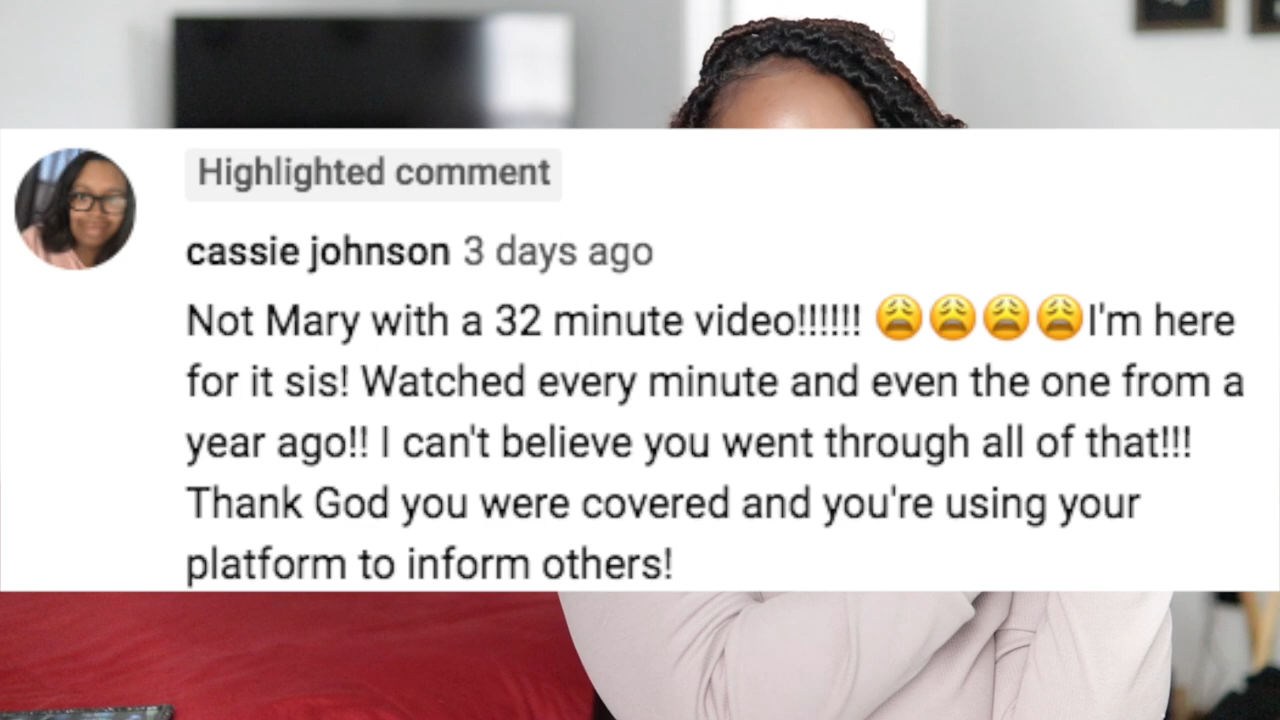 Highlighted comment
cassie johnson 3 days ago
Not Mary with a 32 minute video!!!!!! 😩😩😩😩I'm here
for it sis! Watched every minute and even the one from a
year ago!! I can't believe you went through all of that!!!
Thank God you were covered and you're using your
platform to inform others!